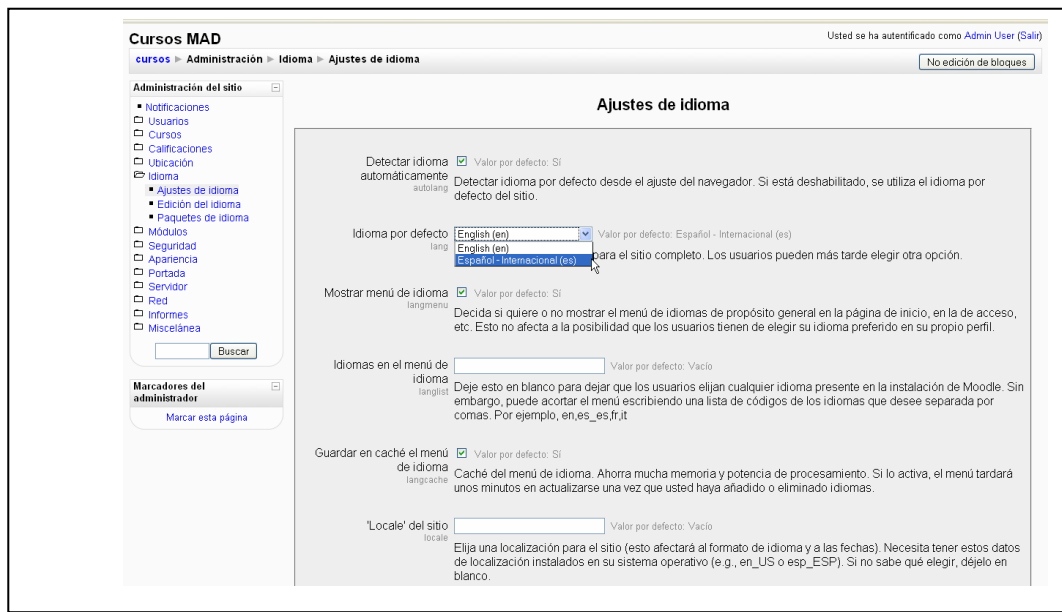 Cursos MAD
Usted se ha autentificado como Admin User (Salir)
cursos ► Administración ► Idioma ► Ajustes de idioma
No edición de bloques
Administración del sitio
Notificaciones
Usuarios
Cursos
Calificaciones
Ubicación
Idioma
Ajustes de idioma
Edición del idioma
Paquetes de idioma
Módulos
Seguridad
Apariencia
Portada
Servidor
Red
Informes
Miscelánea
Buscar
Marcadores del
administrador
Marcar esta página
Ajustes de idioma
Detectar idioma
automáticamente
autolang
Valor por defecto: Sí
Detectar idioma por defecto desde el ajuste del navegador. Si está deshabilitado, se utiliza el idioma por
defecto del sitio.
Idioma por defecto
lang
English (en)
Valor por defecto: Español - Internacional (es)
English (en)
Español - Internacional (es)
para el sitio completo. Los usuarios pueden más tarde elegir otra opción.
Mostrar menú de idioma
langmenu
Valor por defecto: Sí
Decida si quiere o no mostrar el menú de idiomas de propósito general en la página de inicio, en la de acceso,
etc. Esto no afecta a la posibilidad que los usuarios tienen de elegir su idioma preferido en su propio perfil.
Idiomas en el menú de
idioma
langlist
Valor por defecto: Vacío
Deje esto en blanco para dejar que los usuarios elijan cualquier idioma presente en la instalación de Moodle. Sin
embargo, puede acortar el menú escribiendo una lista de códigos de los idiomas que desee separada por
comas. Por ejemplo, en,es_es,fr,it
Guardar en caché el menú
de idioma
langcache
Valor por defecto: Sí
Caché del menú de idioma. Ahorra mucha memoria y potencia de procesamiento. Si lo activa, el menú tardará
unos minutos en actualizarse una vez que usted haya añadido o eliminado idiomas.
'Locale' del sitio
locale
Valor por defecto: Vacío
Elija una localización para el sitio (esto afectará al formato de idioma y a las fechas). Necesita tener estos datos
de localización instalados en su sistema operativo (e.g., en_US o esp_ESP). Si no sabe qué elegir, déjelo en
blanco.